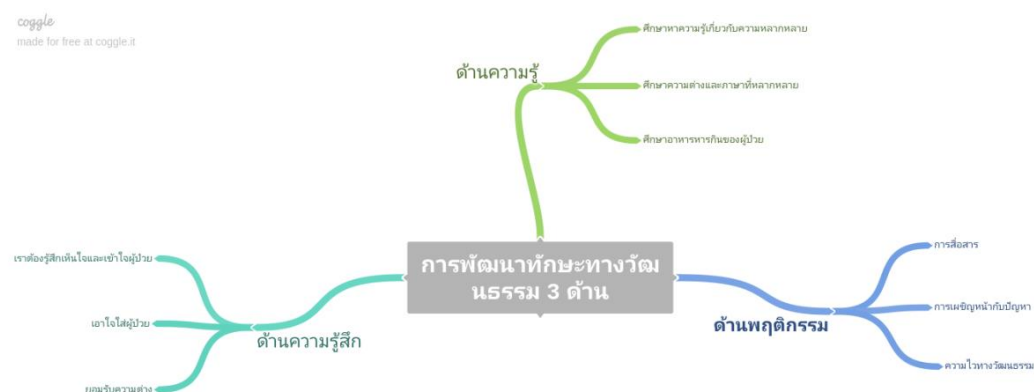 coggle
made for free at coggle.it
ศึกษาหาความรู้เกี่ยวกับความหลากหลาย
ด้านความรู้
ศึกษาความต่างและภาษาที่หลากหลาย
ศึกษาอาหารหารกินของผู้ป่วย
การพัฒนาทักษะทางวัฒ
นธรรม 3 ด้าน
เราต้องรู้สึกเห็นใจและเข้าใจผู้ป่วย
เอาใจใส่ผู้ป่วย
ด้านความรู้สึก
ยอมรับความต่าง
การสื่อสาร
การเผชิญหน้ากับปัญหา
ด้านพฤติกรรม
ความไวทางวัฒนธรรม